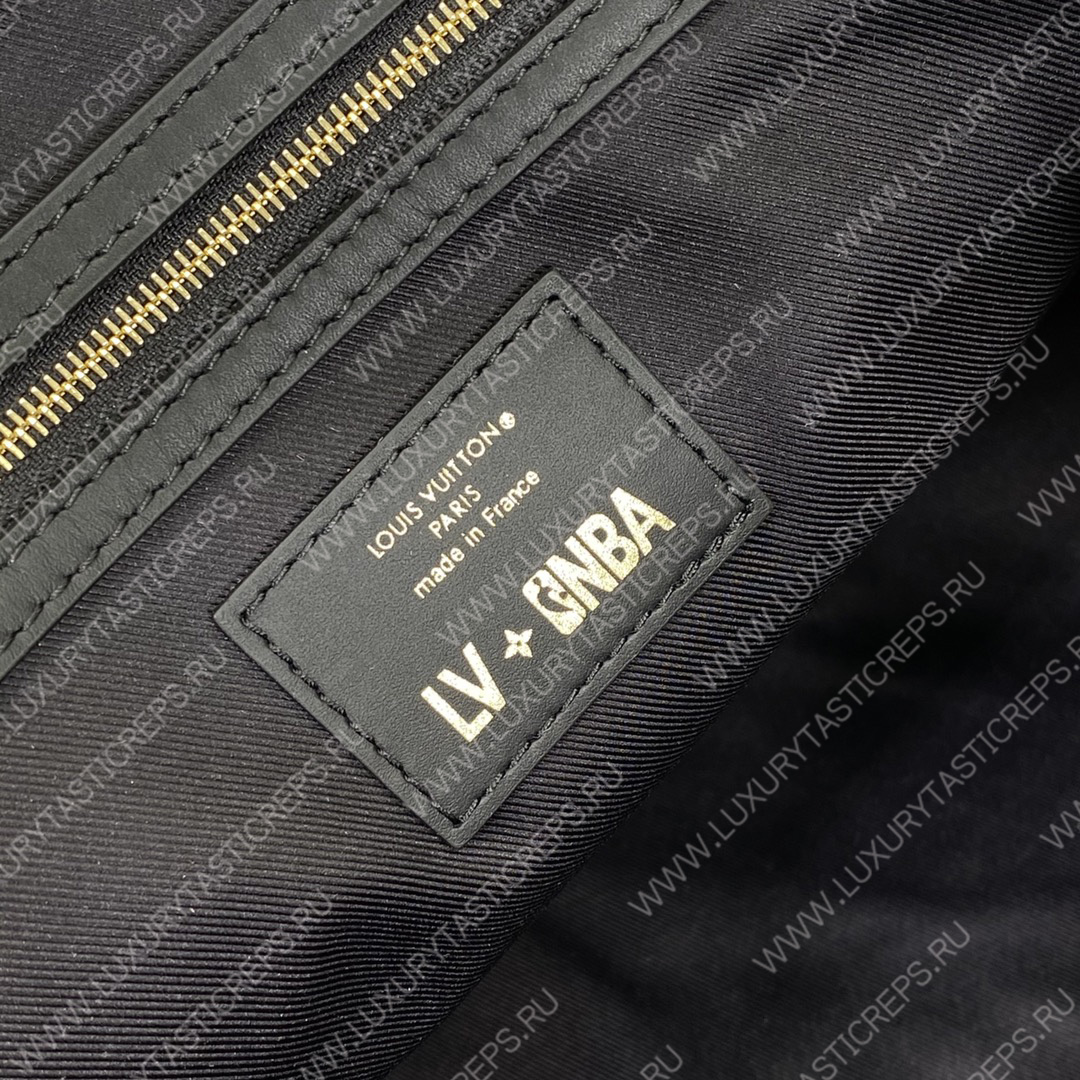 LOUIS VUITTON®
PARIS
made in France
LV NBA
WWW.LUXURYTASTICREPS.RU